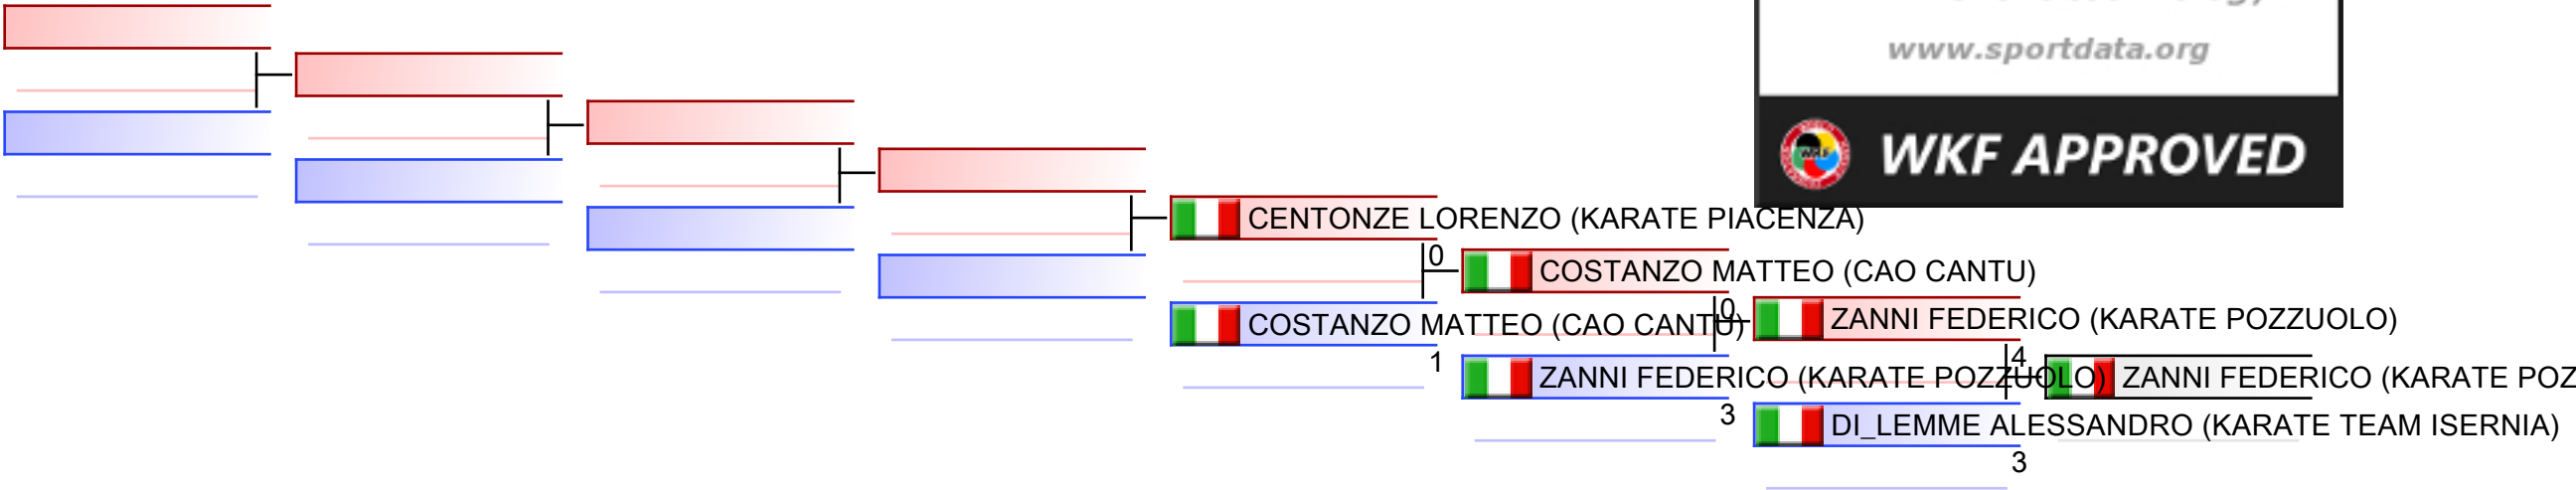 www.sportdata.org
WKF APPROVED
CENTONZE LORENZO (KARATE PIACENZA)
0
COSTANZO MATTEO (CAO CANTU)
0
ZANNI FEDERICO (KARATE POZZUOLO)
COSTANZO MATTEO (CAO CANTU)
1
4
ZANNI FEDERICO (KARATE POZZUOLO)
ZANNI FEDERICO (KARATE POZ
3
DI_LEMME ALESSANDRO (KARATE TEAM ISERNIA)
3